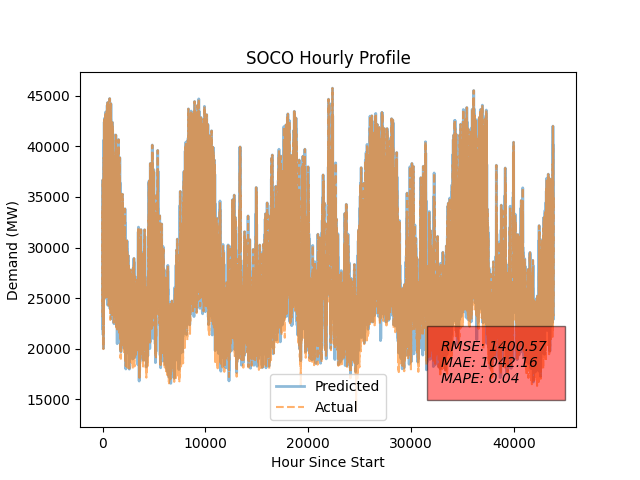 SOCO Hourly Profile
45000
40000
35000
30000
25000
20000
15000
Demand (MW)
RMSE: 1400.57
MAE: 1042.16
MAPE: 0.04
Predicted
Actual
0
10000
20000
30000
40000
Hour Since Start